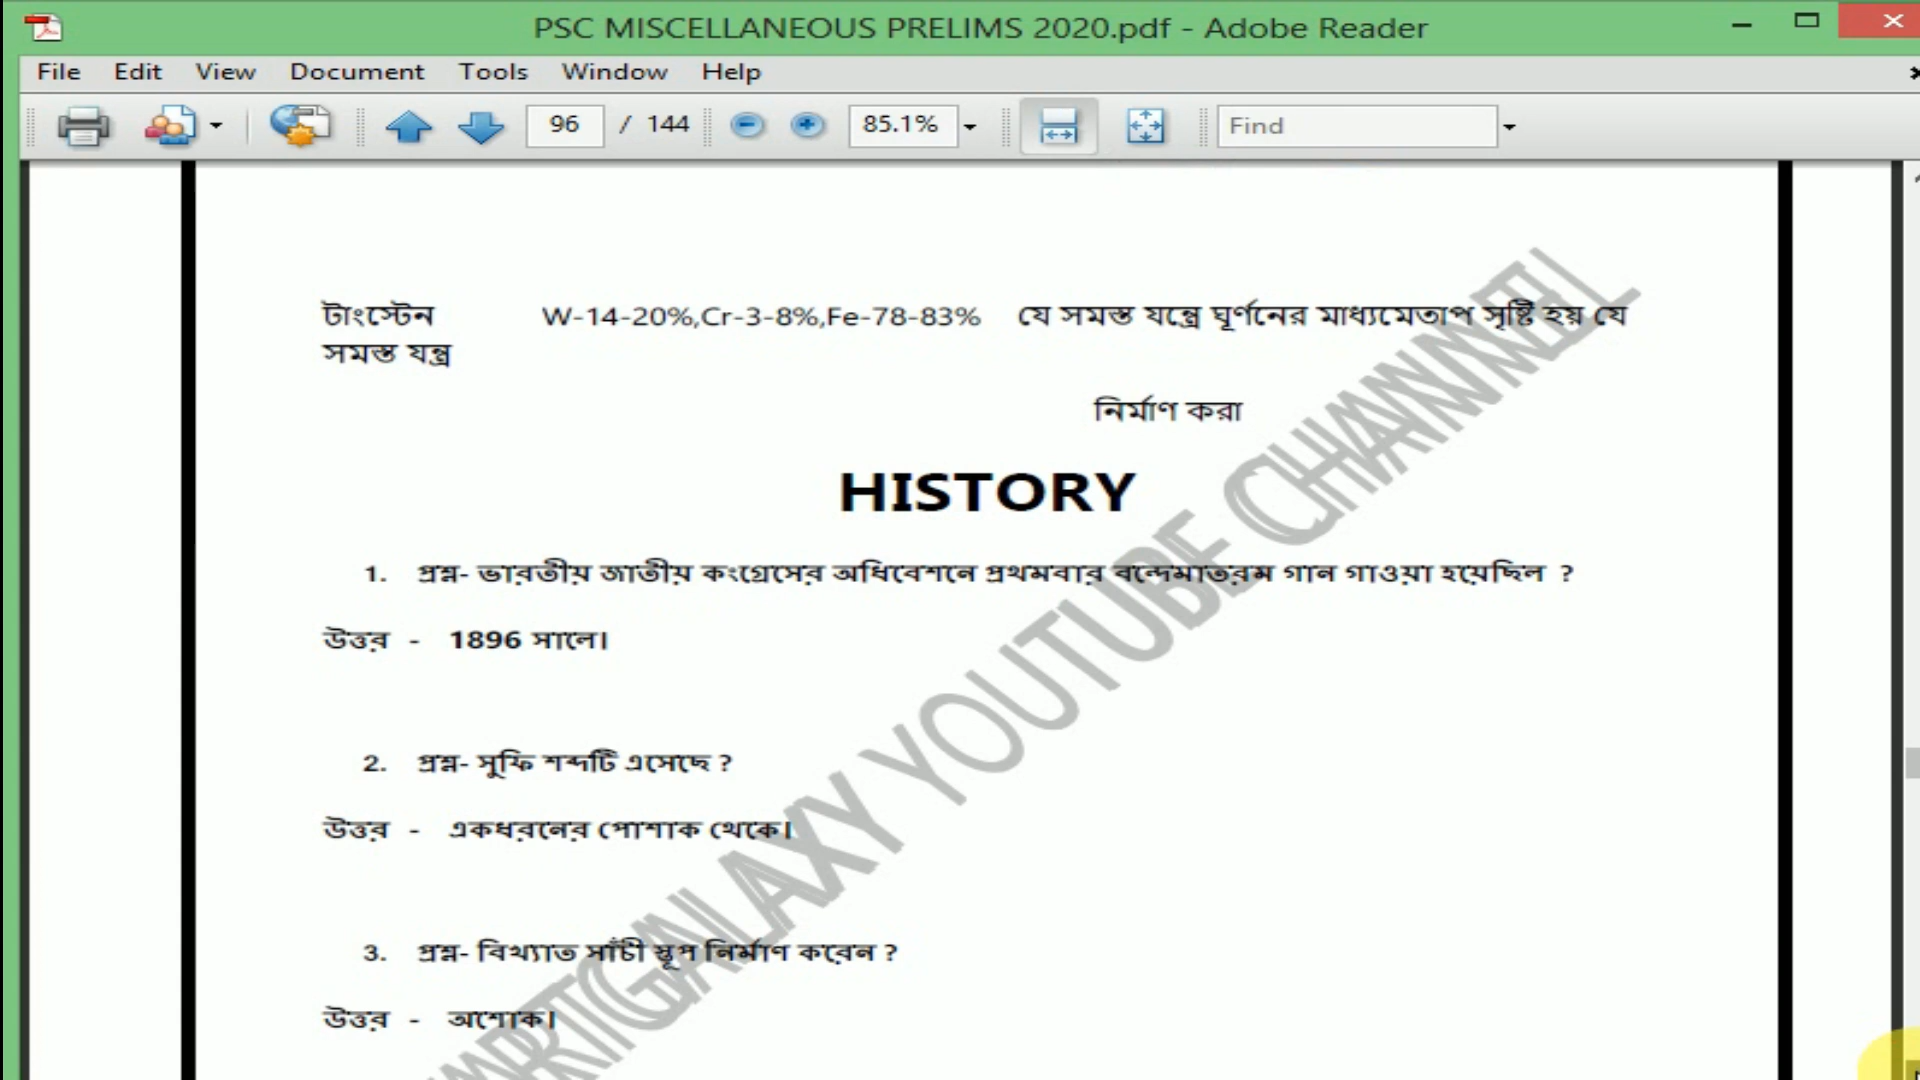 PSC MISCELLANEOUS PRELIMS 2020.pdf - Adobe Reader
File Edit View Document Tools Window Help
96 / 144 85.1% Find
টাংস্টেন W-14-20%,Cr-3-8%,Fe-78-83% যে সমস্ত যন্ত্রে ঘূর্ণনের মাধ্যমেতাপ সৃষ্টি হয় যে
সমস্ত যন্ত্র
নির্মাণ করা
HISTORY
1. প্রশ্ন- ভারতীয় জাতীয় কংগ্রেসের অধিবেশনে প্রথমবার বন্দেমাতরম গান গাওয়া হয়েছিল ?
উত্তর - 1896 সালে।
2. প্রশ্ন- সুফি শব্দটি এসেছে ?
উত্তর - একধরনের পোশাক থেকে।
3. প্রশ্ন- বিখ্যাত সাঁচী স্তূপ নির্মাণ করেন ?
উত্তর - অশোক।
GALAXY YOUTUBE CHANNEL